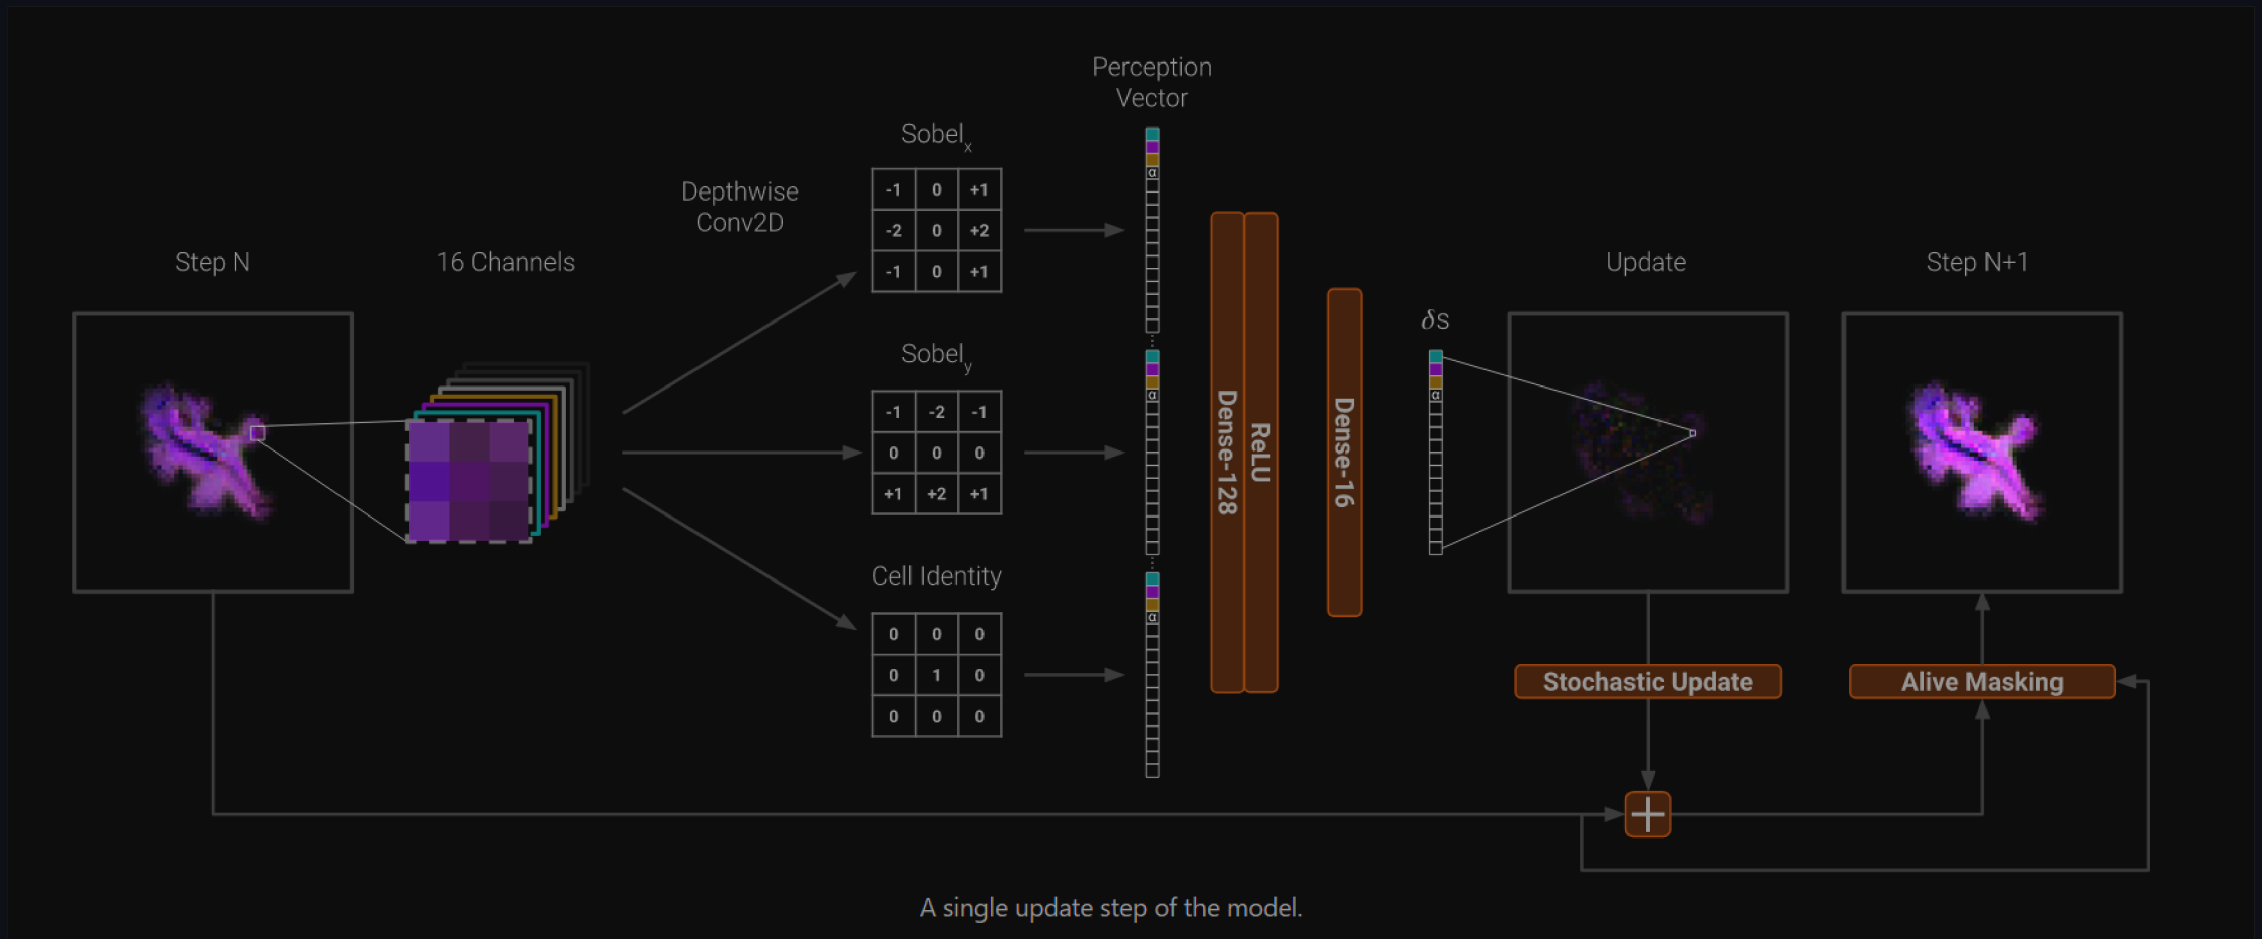 Perception
Vector
Sobelx
Depthwise
Conv2D
-1 0 +1
-2 0 +2
-1 0 +1
α
Step N
16 Channels
Sobely
-1 -2 -1
0 0 0
+1 +2 +1
α
Cell Identity
0 0 0
0 1 0
0 0 0
α
Dense-128
ReLU
Dense-16
δs
α
Update
Step N+1
Stochastic Update
Alive Masking
+
A single update step of the model.